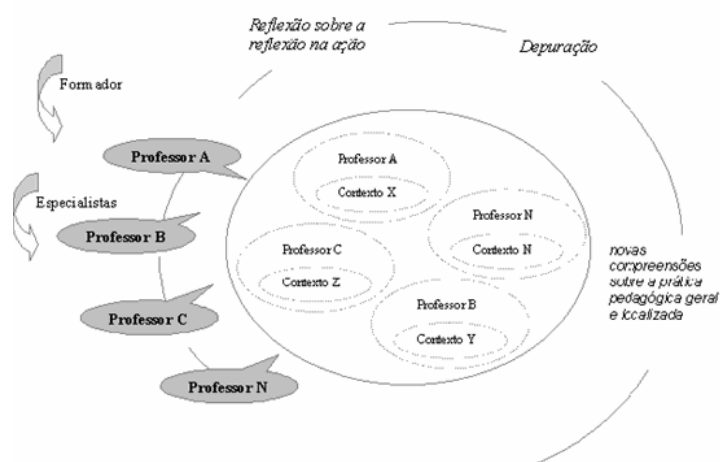 Reflexão sobre a
reflexão na ação
Depuração
Formador
Professor A
Especialistas
Professor B
Professor C
Professor N
Professor A
Contexto X
Professor N
Contexto N
Professor C
Contexto Z
Professor B
Contexto Y
novas
compreensões
sobre a prática
pedagógica geral
e localizada